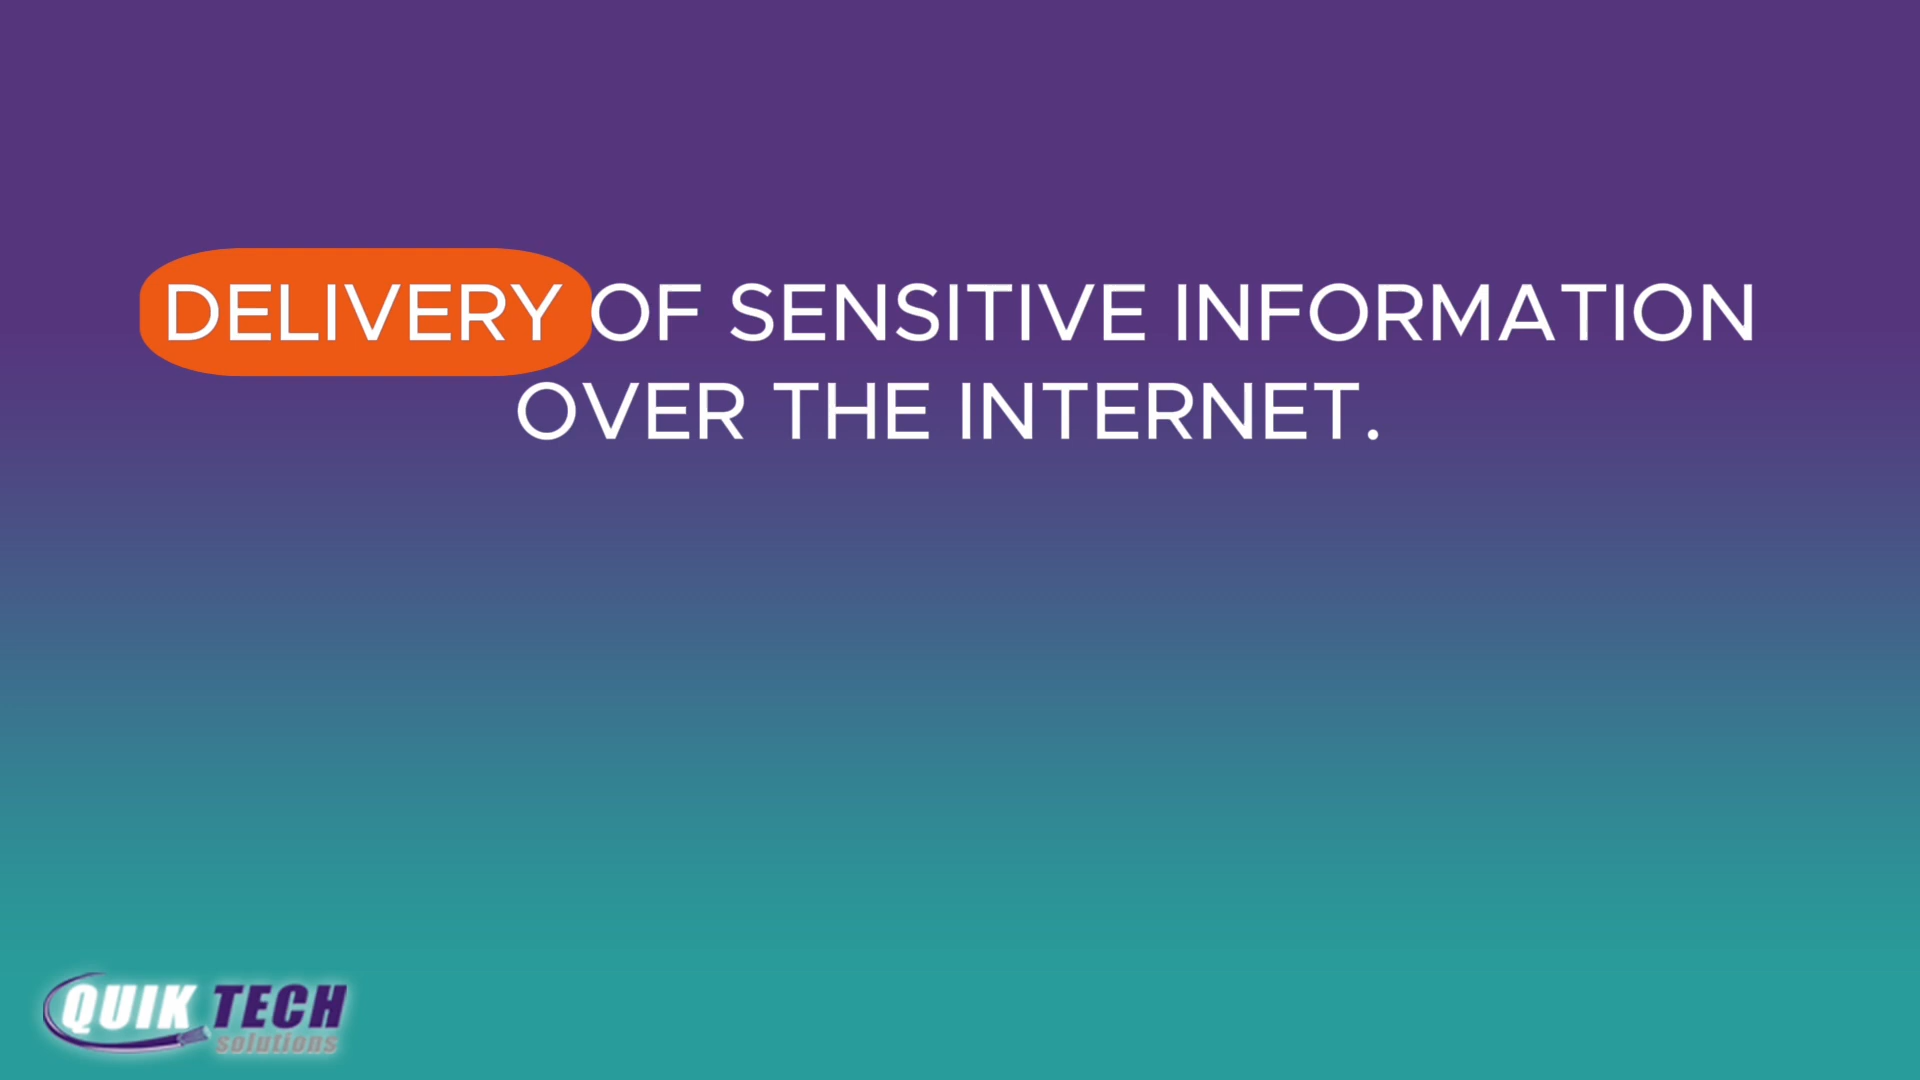 DELIVERY OF SENSITIVE INFORMATION
OVER THE INTERNET.
QUIK TECH
solutions